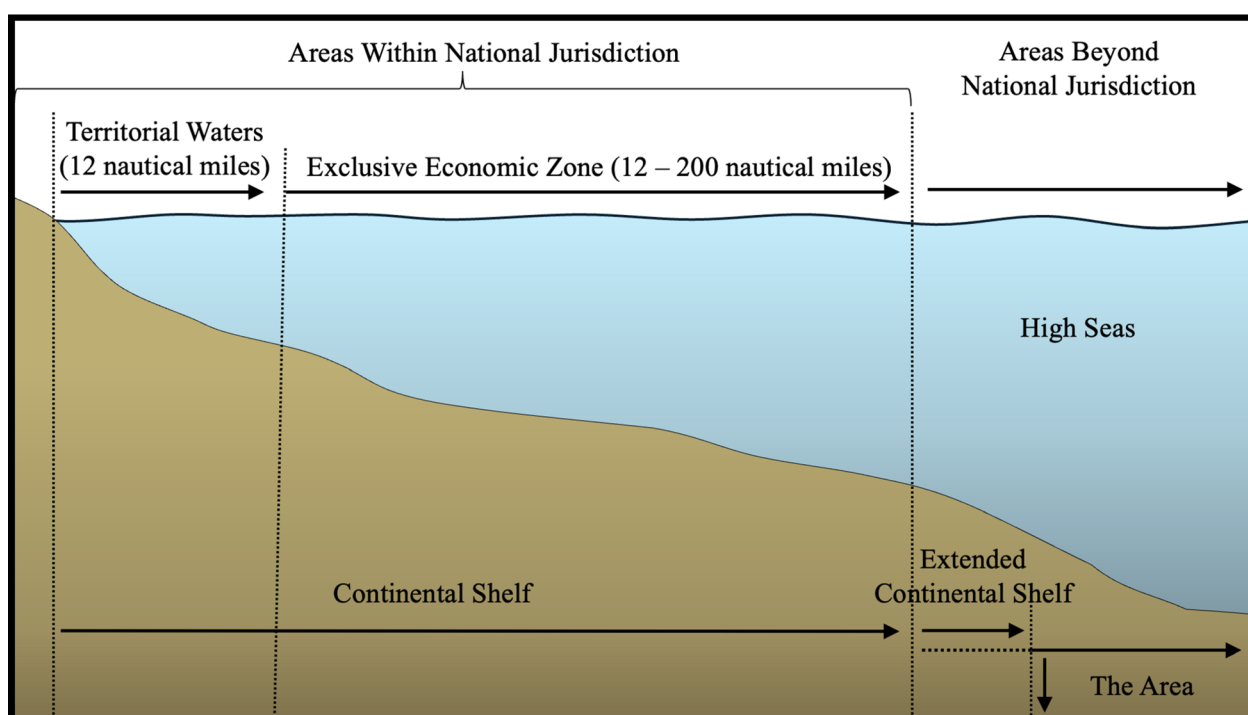 Areas Within National Jurisdiction
Areas Beyond
National Jurisdiction
Territorial Waters
(12 nautical miles)
Exclusive Economic Zone (12 – 200 nautical miles)
High Seas
Continental Shelf
Extended
Continental Shelf
The Area